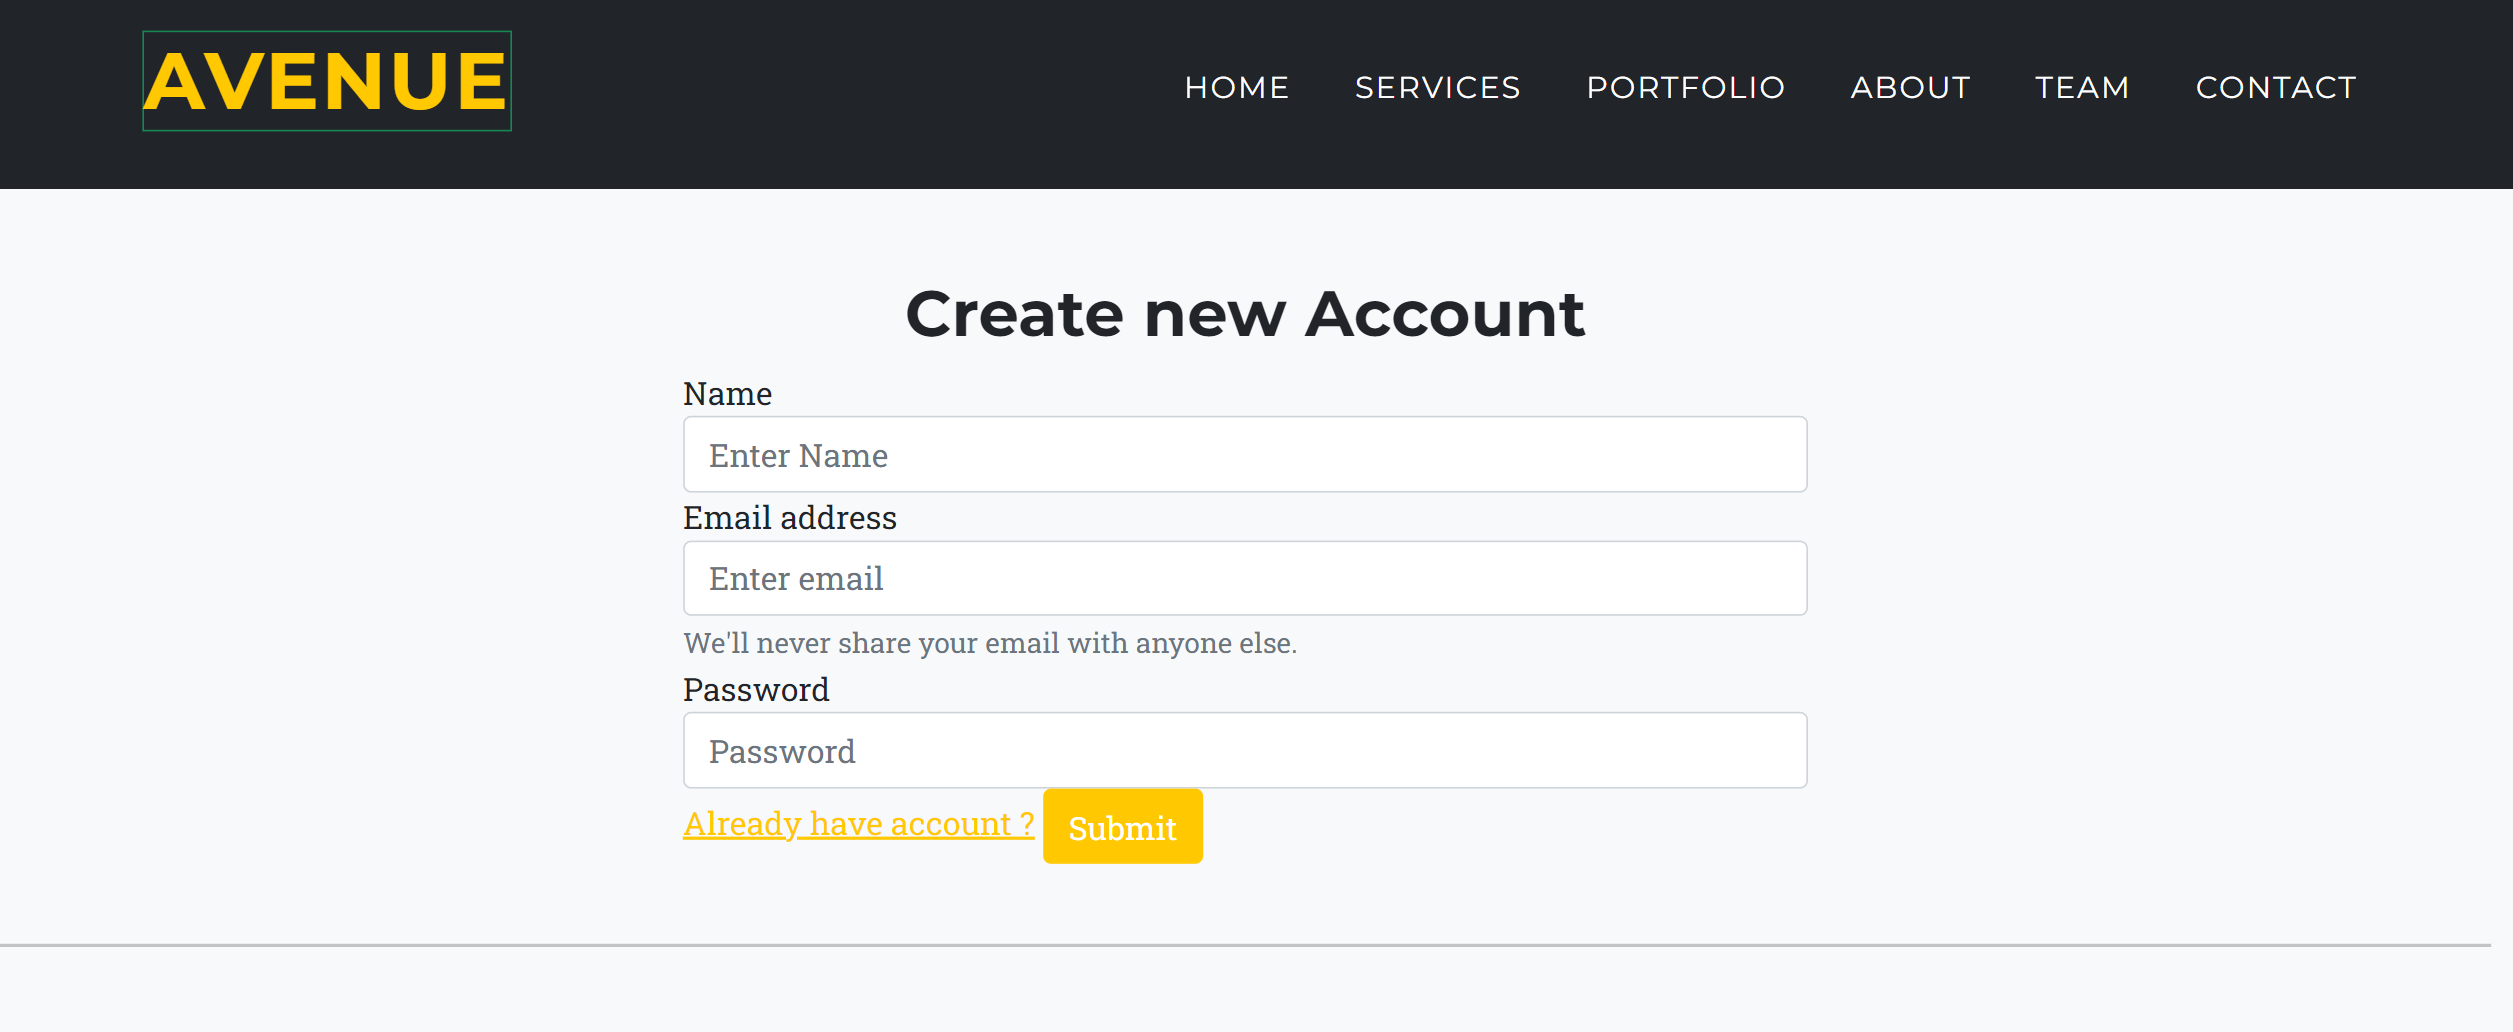 AVENUE
HOME SERVICES PORTFOLIO ABOUT TEAM CONTACT
Create new Account
Name
Enter Name
Email address
Enter email
We'll never share your email with anyone else.
Password
Password
Already have account ? Submit